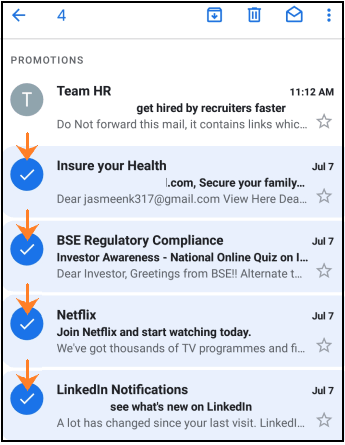 4
PROMOTIONS
T
Team HR 11:12 AM
get hired by recruiters faster
Do Not forward this mail, it contains links whic...
Insure your Health Jul 7
.com, Secure your family...
Dear jasmeenk317@gmail.com View Here Dea...
BSE Regulatory Compliance Jul 7
Investor Awareness - National Online Quiz on I...
Dear Investor, Greetings from BSE!! Alternate t...
Netflix Jul 7
Join Netflix and start watching today.
We've got thousands of TV programmes and fi...
LinkedIn Notifications Jul 7
see what's new on LinkedIn
A lot has changed since your last visit. LinkedI...